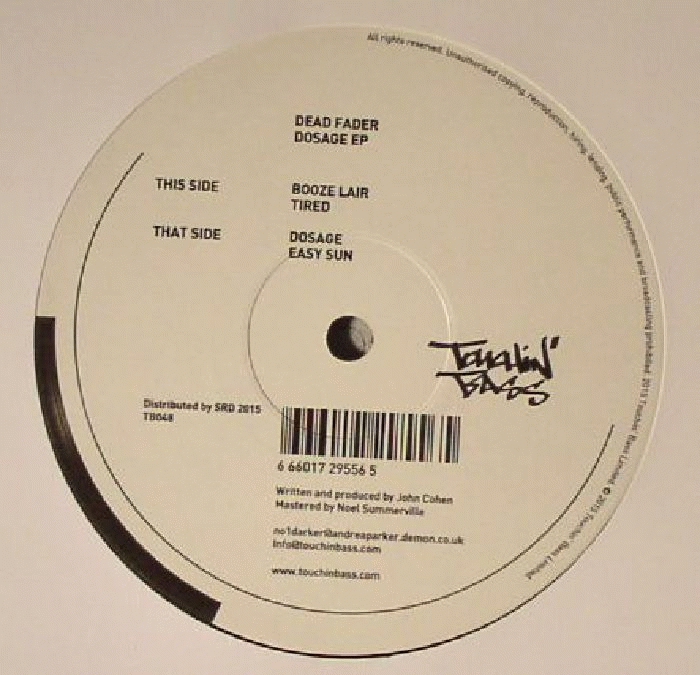 All rights reserved. Unauthorised copying, reproduction, hiring, lending, public performance and broadcasting prohibited. 2015 Touchin' Bass Limited © 2015 Touchin' Bass Limited
DEAD FADER
DOSAGE EP
THIS SIDE BOOZE LAIR
TIRED
THAT SIDE DOSAGE
EASY SUN
Touchin'
BASS
Distributed by SRD 2015
TB048
6 66017 29556 5
Written and produced by John Cohen
Mastered by Noel Summerville
no1darker@andreaparker.demon.co.uk
info@touchinbass.com
www.touchinbass.com